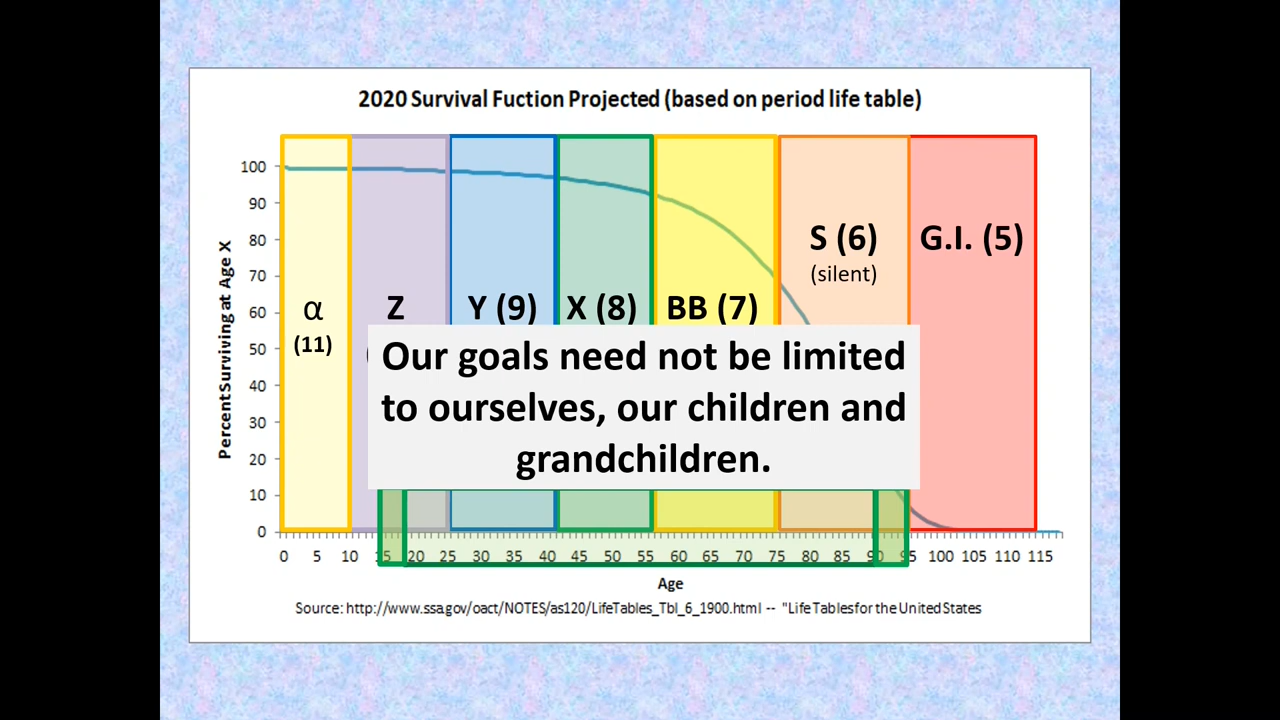 2020 Survival Fuction Projected (based on period life table)
Percent Surviving at Age X
100
90
80
70
60
50
40
30
20
10
0
α
(11)
Z
Y (9)
X (8)
BB (7)
S (6)
(silent)
G.I. (5)
Our goals need not be limited
to ourselves, our children and
grandchildren.
0 5 10 15 20 25 30 35 40 45 50 55 60 65 70 75 80 85 90 95 100 105 110 115
Age
Source: http://www.ssa.gov/oact/NOTES/as120/LifeTables_Tbl_6_1900.html -- "Life Tables for the United States